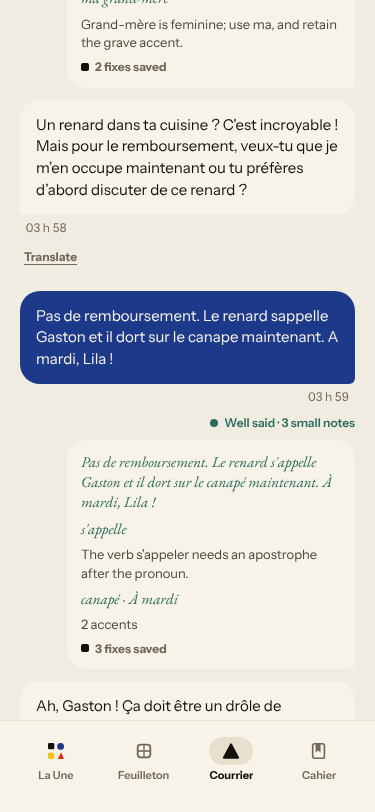 ma grand-mère
Grand-mère is feminine; use ma, and retain
the grave accent.
2 fixes saved
Un renard dans ta cuisine ? C'est incroyable !
Mais pour le remboursement, veux-tu que je
m'en occupe maintenant ou tu préfères
d'abord discuter de ce renard ?
03 h 58
Translate
Pas de remboursement. Le renard sappelle
Gaston et il dort sur le canape maintenant. A
mardi, Lila !
03 h 59
Well said · 3 small notes
Pas de remboursement. Le renard s'appelle
Gaston et il dort sur le canapé maintenant. À
mardi, Lila !
s'appelle
The verb s'appeler needs an apostrophe
after the pronoun.
canapé · À mardi
2 accents
3 fixes saved
Ah, Gaston ! Ça doit être un drôle de
La Une
Feuilleton
Courrier
Cahier